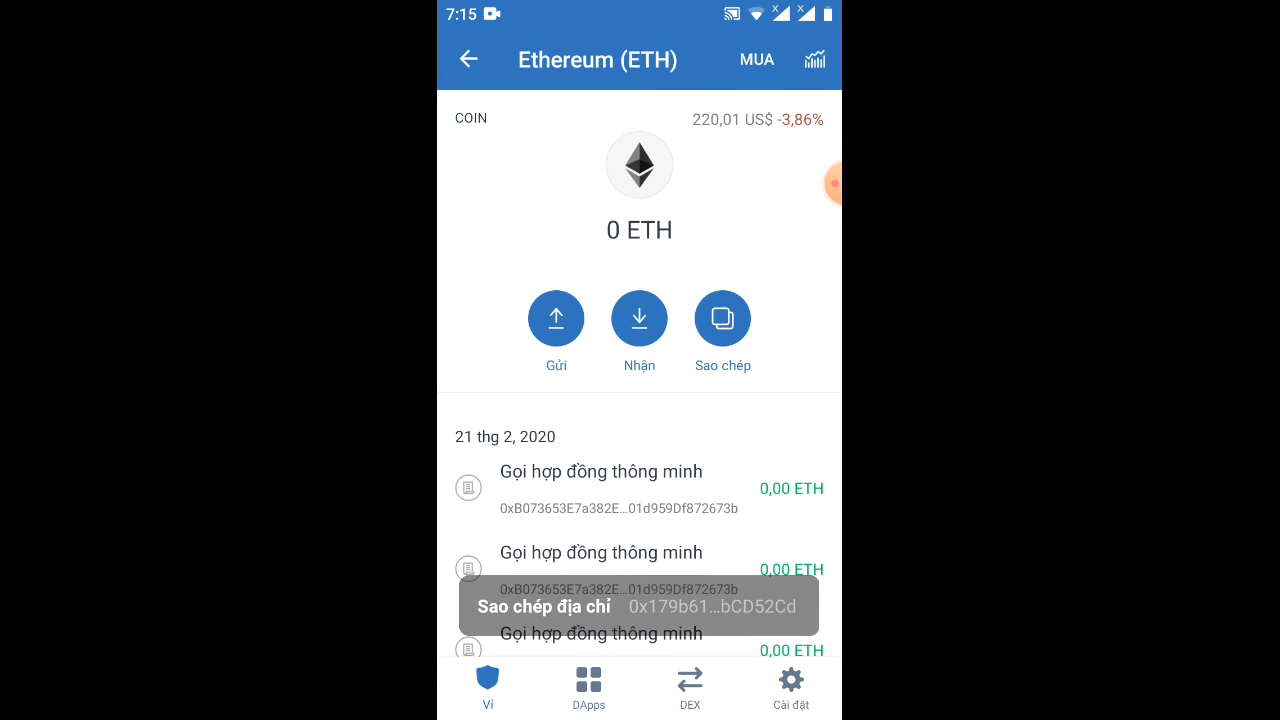 7:15
Ethereum (ETH)
MUA
COIN
220,01 US$ -3,86%
0 ETH
Gửi
Nhận
Sao chép
21 thg 2, 2020
Gọi hợp đồng thông minh
0,00 ETH
0xB073653E7a382E...01d959Df872673b
Gọi hợp đồng thông minh
0,00 ETH
0xB073653E7a382E...01d959Df872673b
Sao chép địa chỉ 0x179b61...bCD52Cd
Gọi hợp đồng thông minh
0,00 ETH
Ví
DApps
DEX
Cài đặt